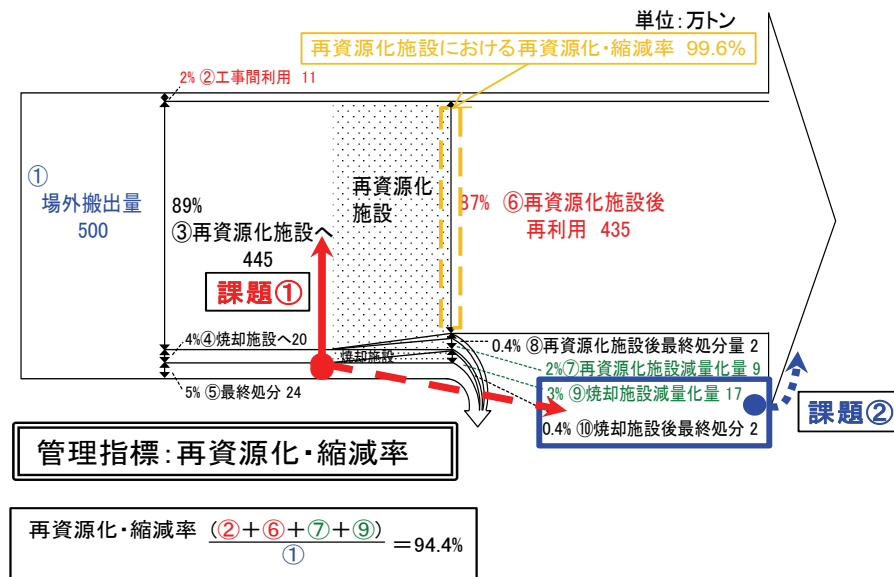 単位:万トン
再資源化施設における再資源化・縮減率 99.6%
2% ②工事間利用 11
①
場外搬出量
500
89%
③再資源化施設へ
445
再資源化
施設
37% ⑥再資源化施設後
再利用 435
課題①
4%④焼却施設へ20
焼却施設
5% ⑤最終処分 24
0.4% ⑧再資源化施設後最終処分量 2
2%⑦再資源化施設減量化量 9
3% ⑨焼却施設減量化量 17
0.4% ⑩焼却施設後最終処分 2
課題②
管理指標:再資源化・縮減率
再資源化・縮減率 (②+⑥+⑦+⑨)
① =94.4%